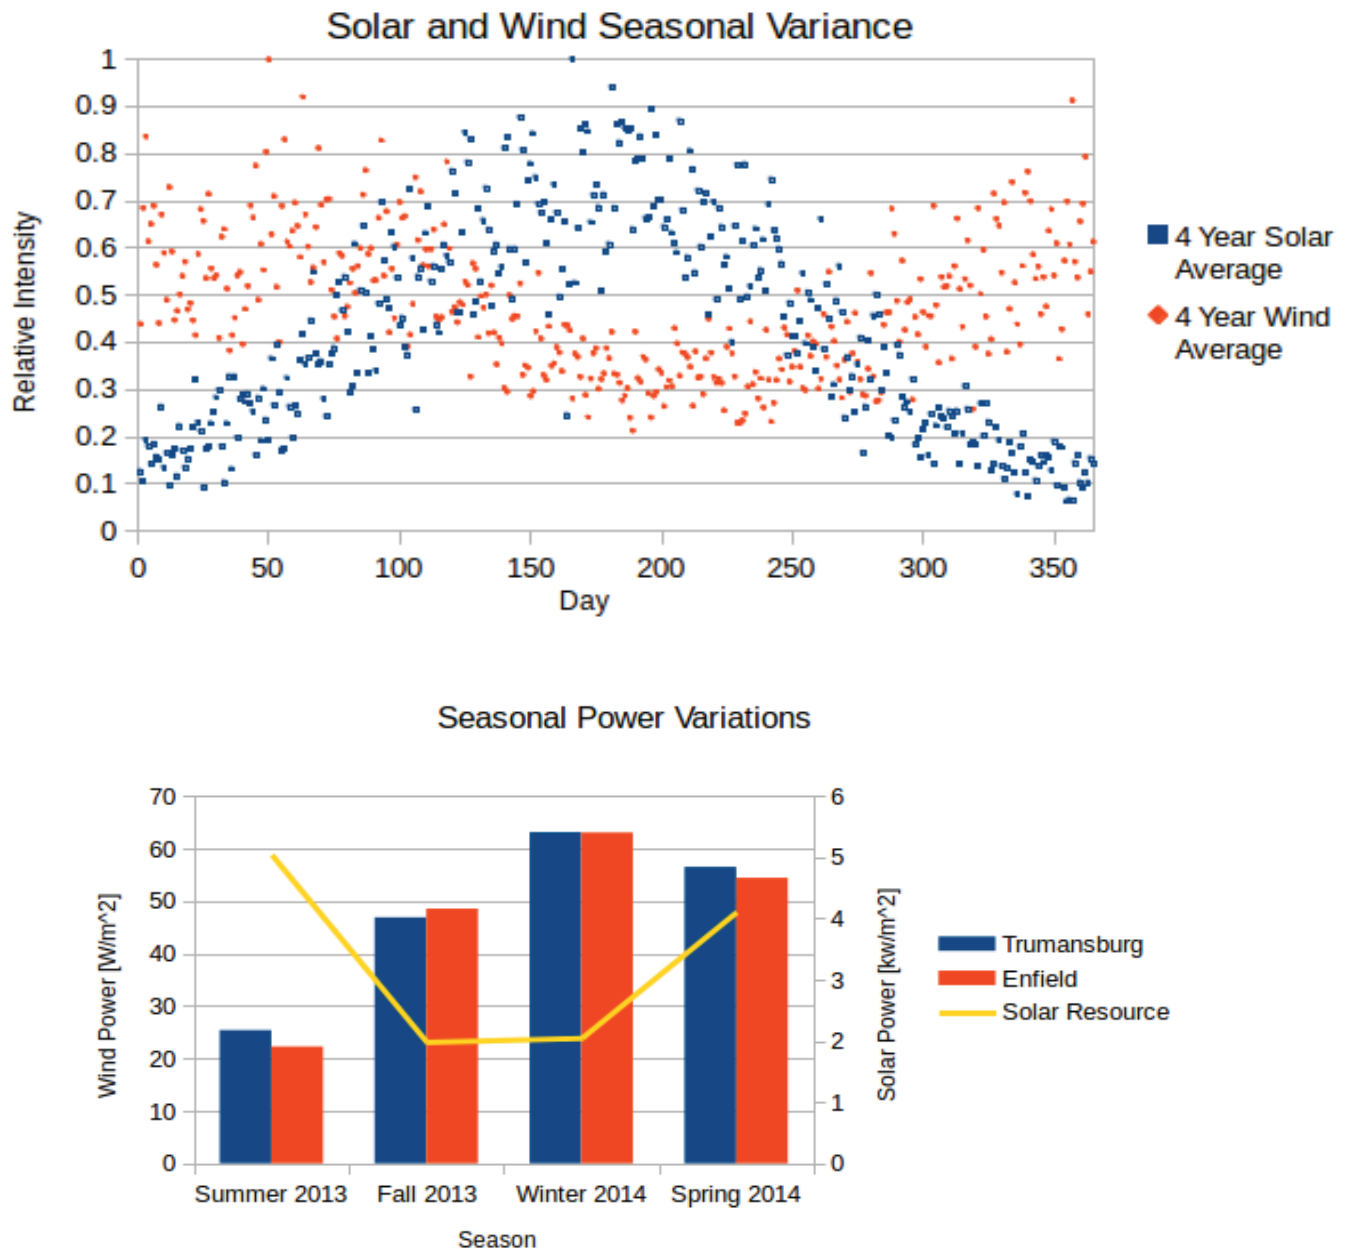 Solar and Wind Seasonal Variance
1
0.9
0.8
0.7
0.6
0.5
0.4
0.3
0.2
0.1
0
Relative Intensity
0 50 100 150 200 250 300 350
Day
4 Year Solar
Average
4 Year Wind
Average
Seasonal Power Variations
70
60
50
40
30
20
10
0
Wind Power [W/m^2]
6
5
4
3
2
1
0
Solar Power [kw/m^2]
Summer 2013 Fall 2013 Winter 2014 Spring 2014
Season
Trumansburg
Enfield
Solar Resource